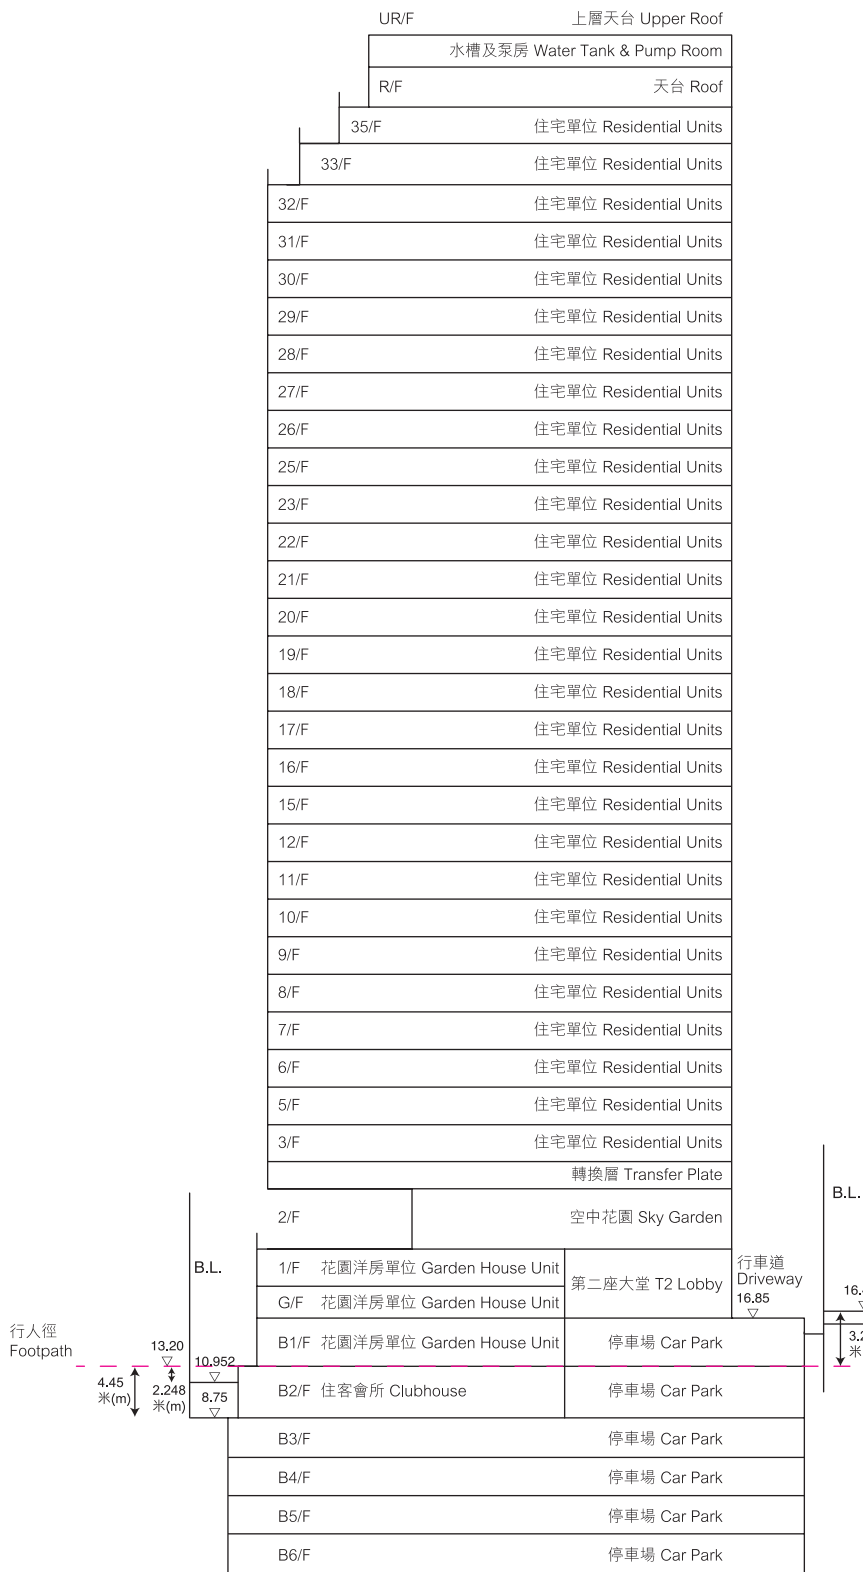 UR/F 上層天台 Upper Roof
水槽及泵房 Water Tank & Pump Room
R/F 天台 Roof
35/F 住宅單位 Residential Units
33/F 住宅單位 Residential Units
32/F 住宅單位 Residential Units
31/F 住宅單位 Residential Units
30/F 住宅單位 Residential Units
29/F 住宅單位 Residential Units
28/F 住宅單位 Residential Units
27/F 住宅單位 Residential Units
26/F 住宅單位 Residential Units
25/F 住宅單位 Residential Units
23/F 住宅單位 Residential Units
22/F 住宅單位 Residential Units
21/F 住宅單位 Residential Units
20/F 住宅單位 Residential Units
19/F 住宅單位 Residential Units
18/F 住宅單位 Residential Units
17/F 住宅單位 Residential Units
16/F 住宅單位 Residential Units
15/F 住宅單位 Residential Units
12/F 住宅單位 Residential Units
11/F 住宅單位 Residential Units
10/F 住宅單位 Residential Units
9/F 住宅單位 Residential Units
8/F 住宅單位 Residential Units
7/F 住宅單位 Residential Units
6/F 住宅單位 Residential Units
5/F 住宅單位 Residential Units
3/F 住宅單位 Residential Units
轉換層 Transfer Plate
B.L.
2/F 空中花園 Sky Garden
B.L.
1/F 花園洋房單位 Garden House Unit
第二座大堂 T2 Lobby
行車道
Driveway
16.85
G/F 花園洋房單位 Garden House Unit
行人徑
Footpath
13.20
B1/F 花園洋房單位 Garden House Unit 停車場 Car Park
米(m)
10.952
4.45
米(m)
2.248
米(m)
8.75
B2/F 住客會所 Clubhouse 停車場 Car Park
B3/F 停車場 Car Park
B4/F 停車場 Car Park
B5/F 停車場 Car Park
B6/F 停車場 Car Park